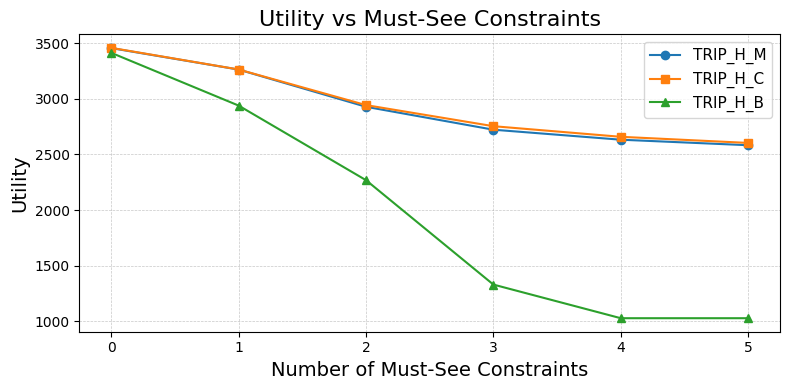 Utility vs Must-See Constraints
TRIP_H_M
TRIP_H_C
TRIP_H_B
Utility
3500
3000
2500
2000
1500
1000
0 1 2 3 4 5
Number of Must-See Constraints